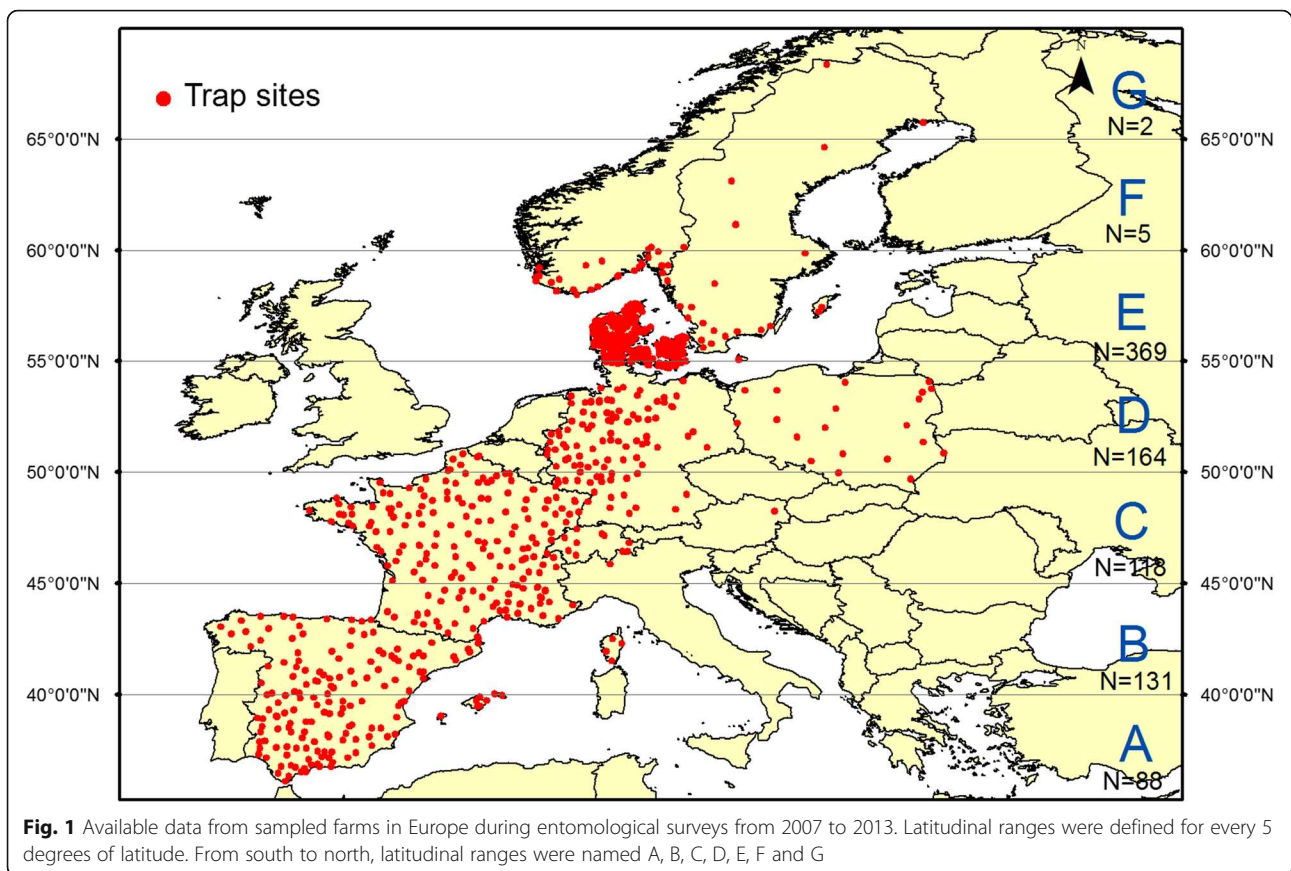 Trap sites
N
G
N=2
65°0'0"N 65°0'0"N
F
N=5
60°0'0"N 60°0'0"N
E
N=369
55°0'0"N 55°0'0"N
D
N=164
50°0'0"N 50°0'0"N
C
N=118
45°0'0"N 45°0'0"N
B
N=131
40°0'0"N 40°0'0"N
A
N=88
Fig. 1 Available data from sampled farms in Europe during entomological surveys from 2007 to 2013. Latitudinal ranges were defined for every 5
degrees of latitude. From south to north, latitudinal ranges were named A, B, C, D, E, F and G